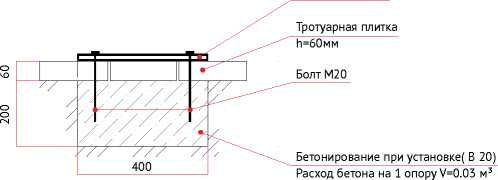 Тротуарная плитка
h=60мм
Болт М20
60
200
400
Бетонирование при установке( В 20)
Расход бетона на 1 опору V=0.03 м³